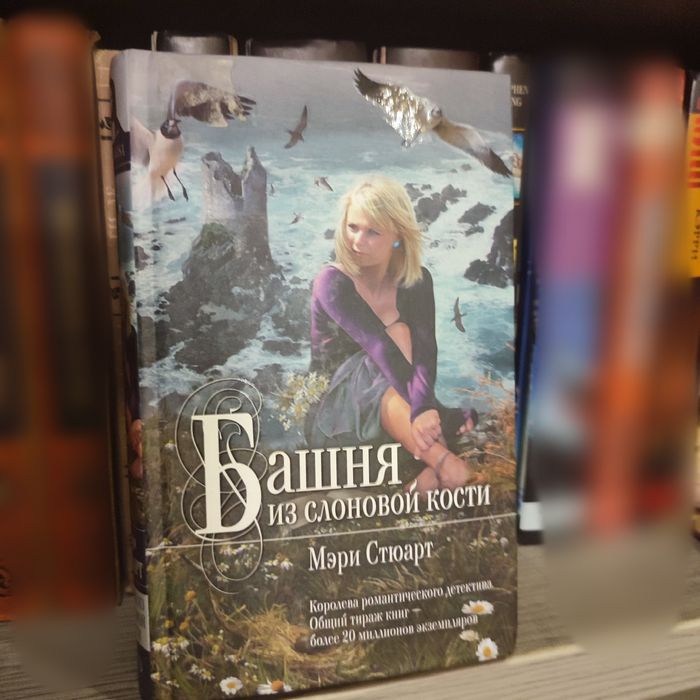 Башня
из слоновой кости
Мэри Стюарт
Королева романтического детектива
Общий тираж книг —
более 20 миллионов экземпляров